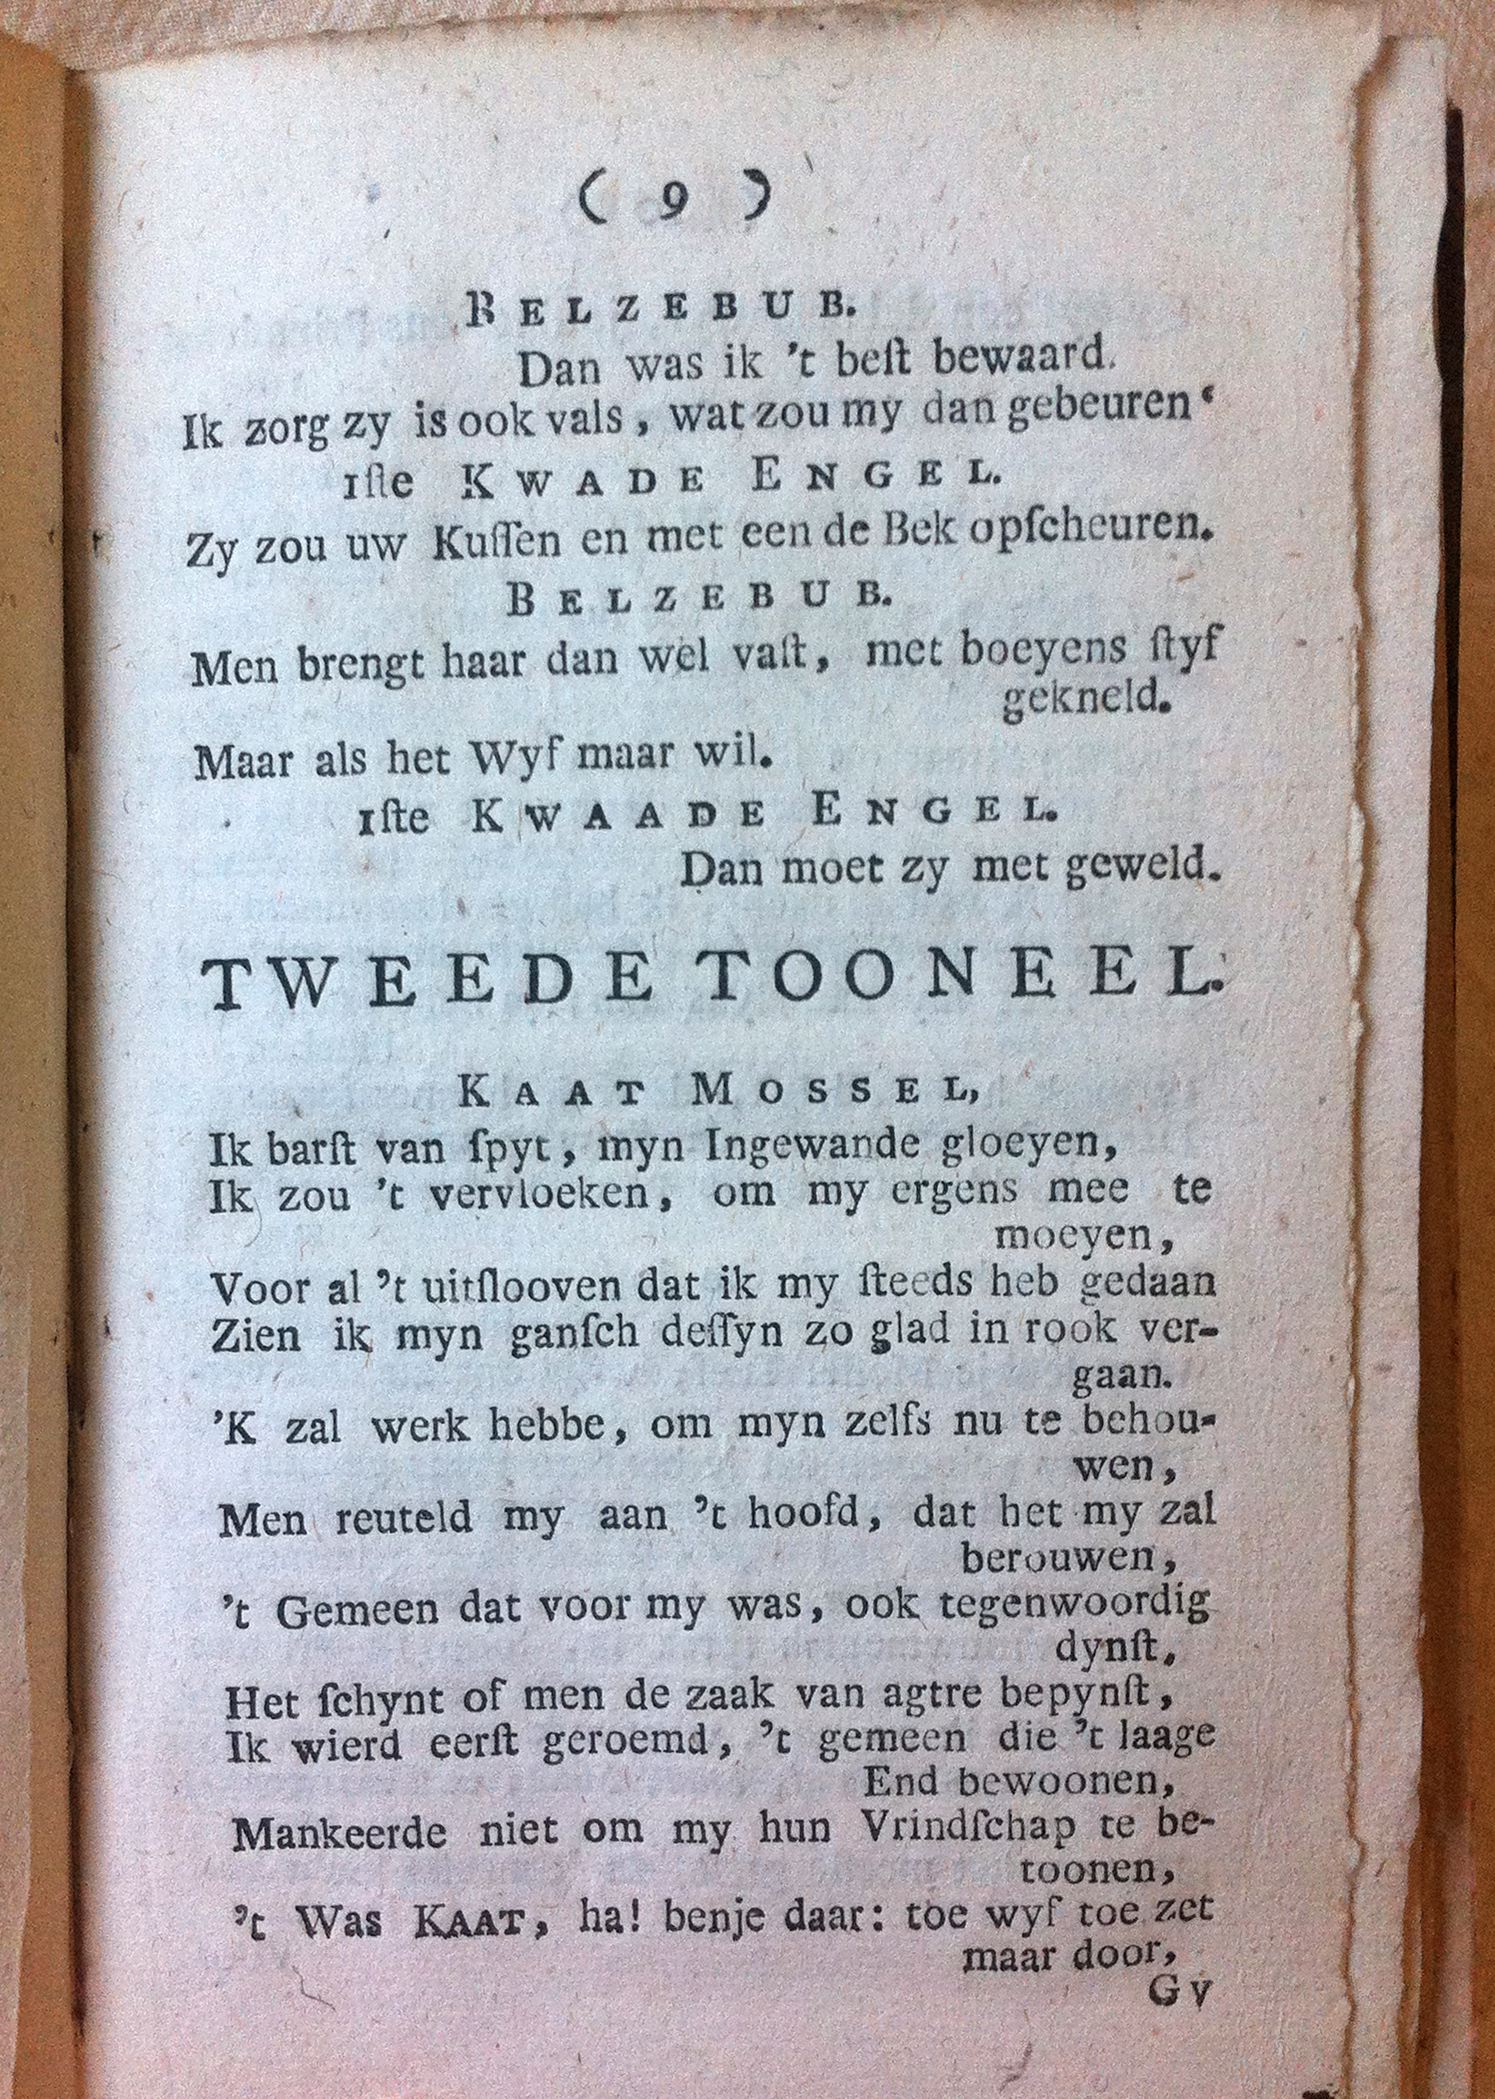 ( 9 )
BELZEBUB.
Dan was ik 't beſt bewaard.
Ik zorg zy is ook vals, wat zou my dan gebeuren‘
1ſte KWADE ENGEL.
Zy zou uw Kuſſen en met een de Bek opſcheuren.
BELZEBUB.
Men brengt haar dan wel vaſt, met boeyens ſtyf
gekneld.
Maar als het Wyf maar wil.
1ſte KWAADE ENGEL.
Dan moet zy met geweld.
TWEEDE TOONEEL.
KAAT MOSSEL,
Ik barſt van ſpyt, myn Ingewande gloeyen,
Ik zou 't vervloeken, om my ergens mee te
moeyen,
Voor al 't uitſlooven dat ik my ſteeds heb gedaan
Zien ik myn ganſch deſſyn zo glad in rook ver-
gaan.
'K zal werk hebbe, om myn zelfs nu te behou-
wen,
Men reuteld my aan 't hoofd, dat het my zal
berouwen,
't Gemeen dat voor my was, ook tegenwoordig
dynſt.
Het ſchynt of men de zaak van agtre bepynſt,
Ik wierd eerſt geroemd, 't gemeen die 't laage
End bewoonen,
Mankeerde niet om my hun Vrindſchap te be-
toonen,
't Was KAAT, ha! benje daar: toe wyf toe zet
maar door,
Gy